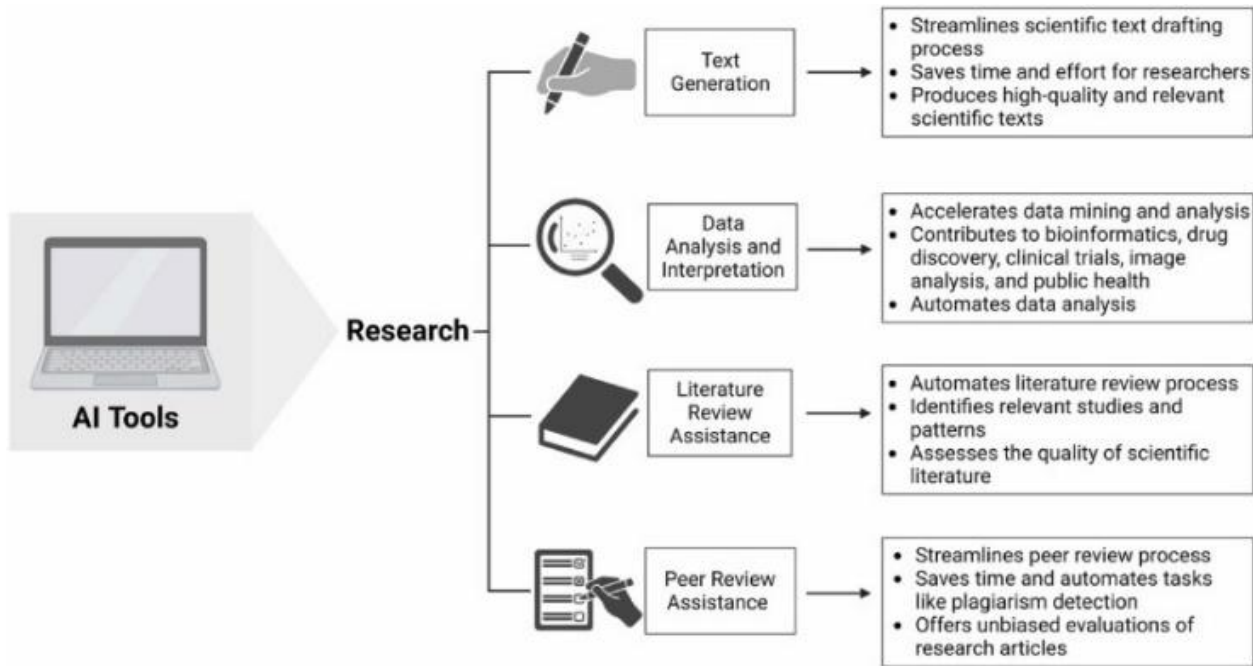 AI Tools
Research
Text
Generation
• Streamlines scientific text drafting
process
• Saves time and effort for researchers
• Produces high-quality and relevant
scientific texts
Data
Analysis and
Interpretation
• Accelerates data mining and analysis
• Contributes to bioinformatics, drug
discovery, clinical trials, image
analysis, and public health
• Automates data analysis
Literature
Review
Assistance
• Automates literature review process
• Identifies relevant studies and
patterns
• Assesses the quality of scientific
literature
Peer Review
Assistance
• Streamlines peer review process
• Saves time and automates tasks
like plagiarism detection
• Offers unbiased evaluations of
research articles